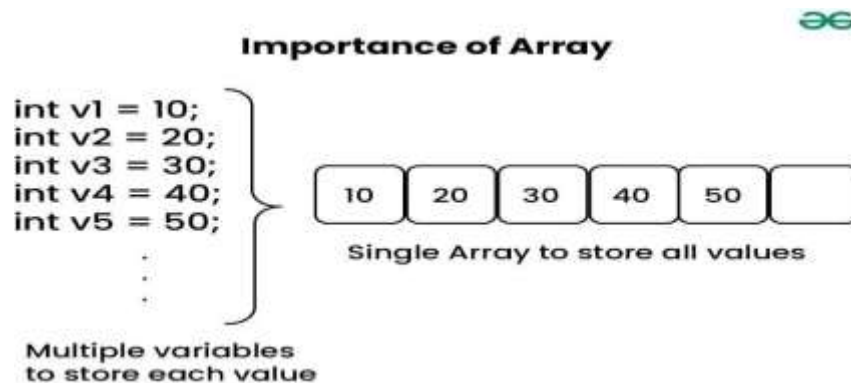 Importance of Array
int v1 = 10;
int v2 = 20;
int v3 = 30;
int v4 = 40;
int v5 = 50;
.
.
.
Multiple variables
to store each value
10 20 30 40 50
Single Array to store all values